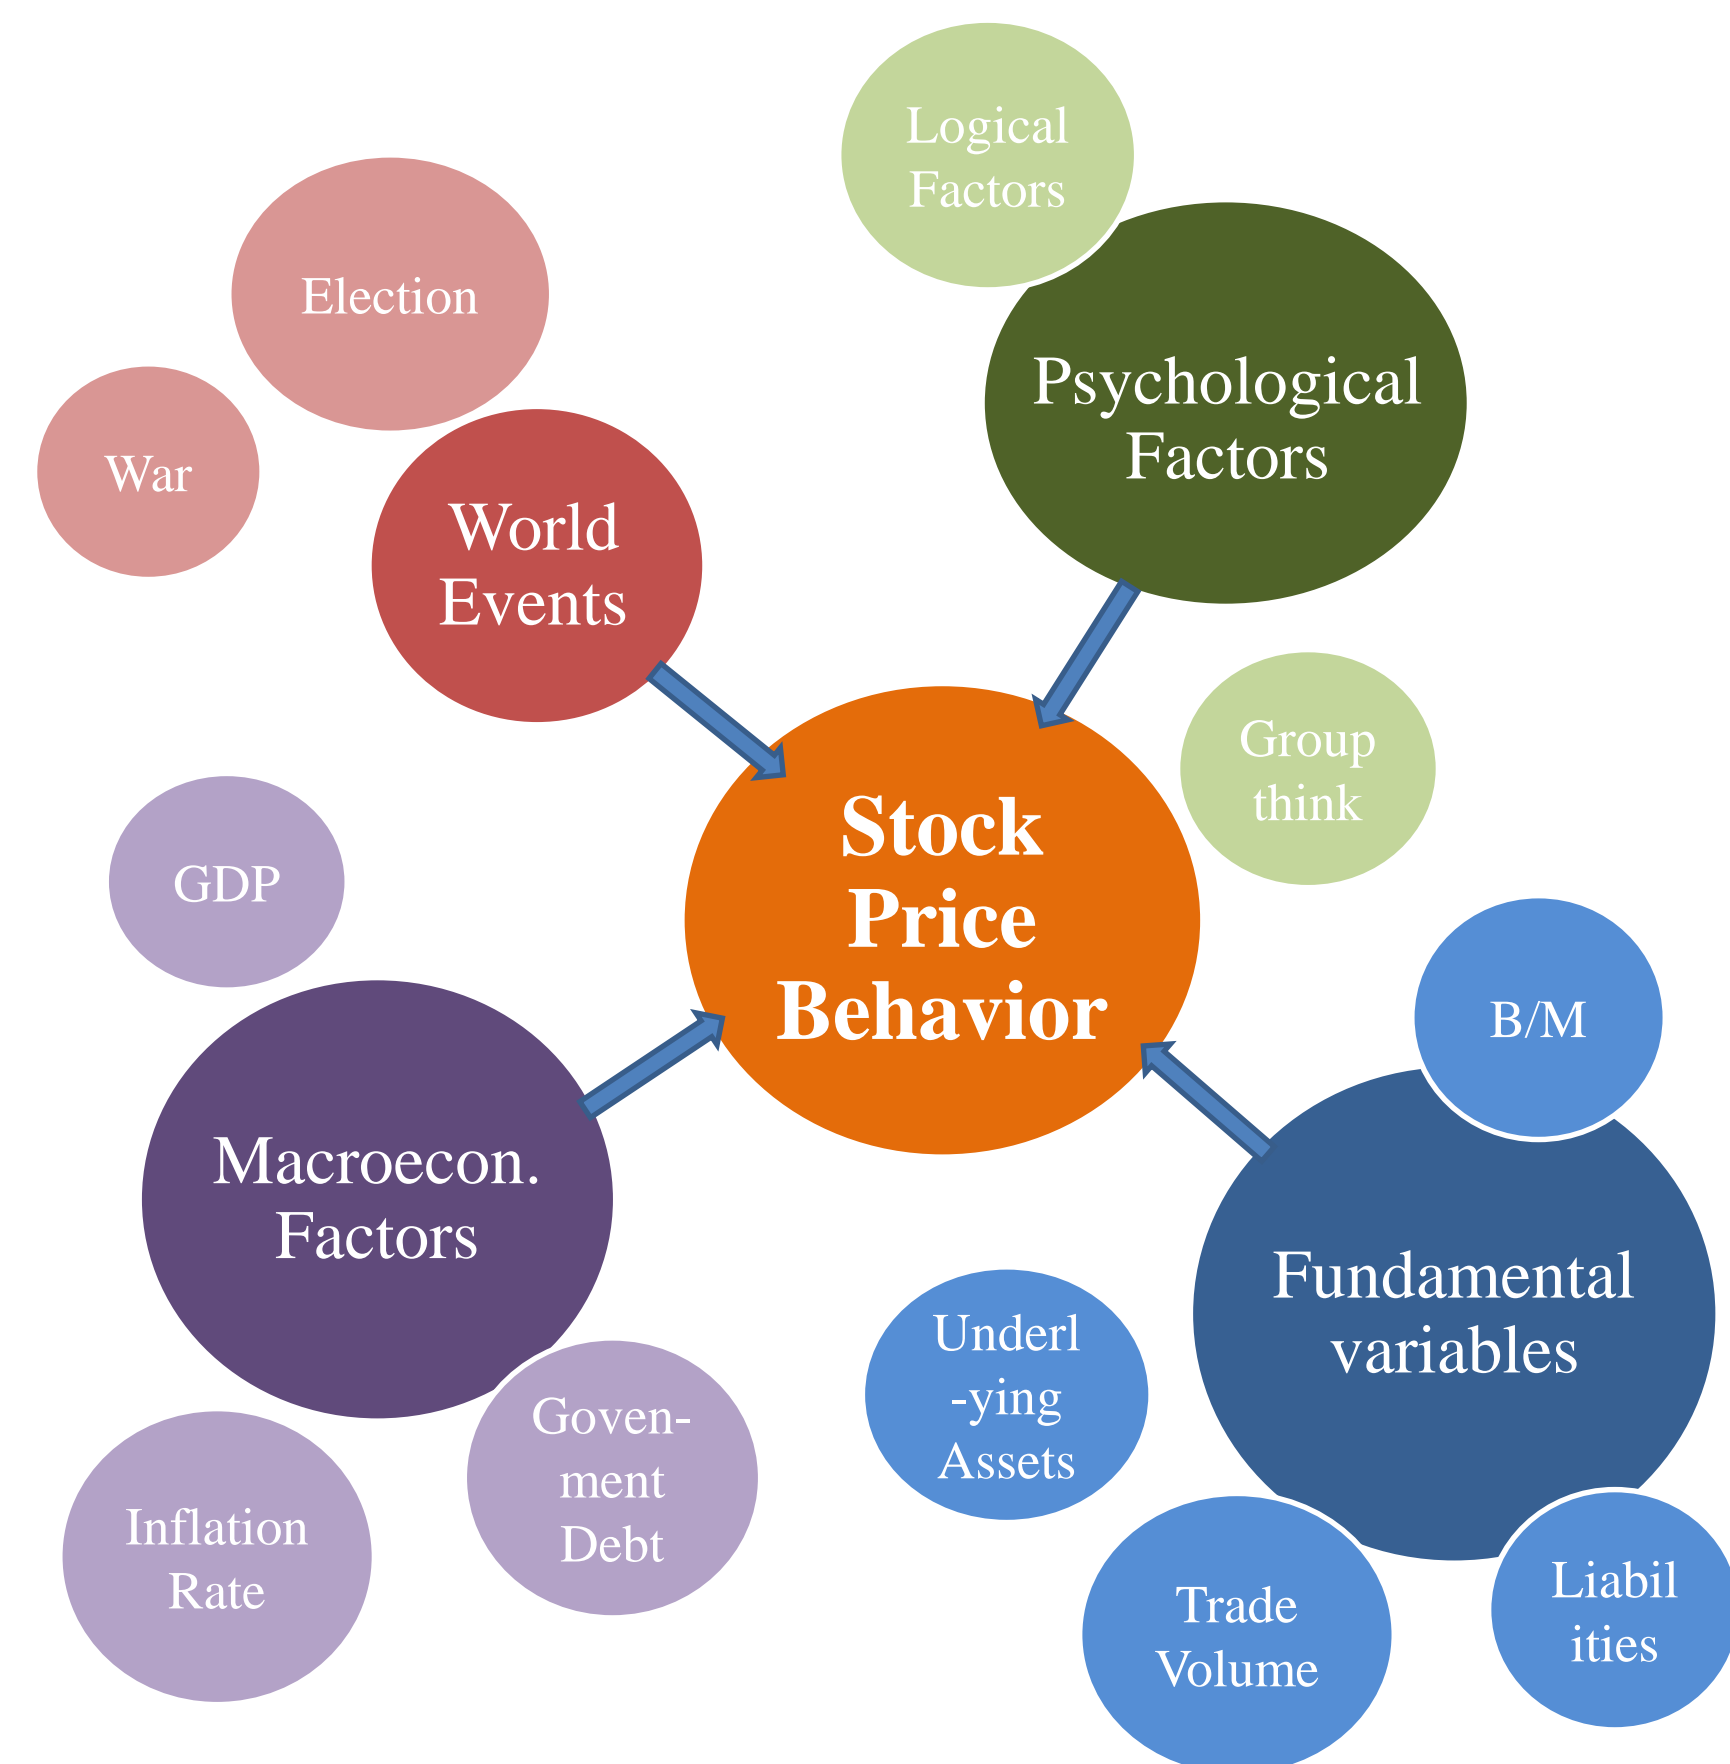 Logical
Factors
Election
Psychological
Factors
War
World
Events
Group
think
Stock
Price
Behavior
GDP
B/M
Macroecon.
Factors
Fundamental
variables
Underl
-ying
Assets
Goven-
ment
Debt
Inflation
Rate
Trade
Volume
Liabil
ities